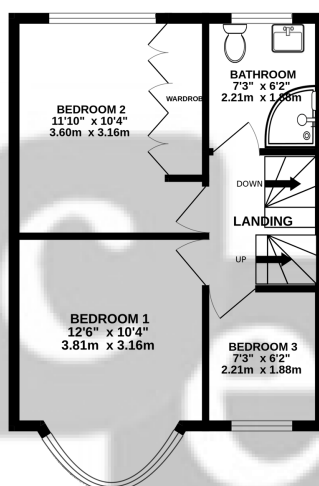 BATHROOM
7'3" x 6'2"
2.21m x 1.88m
BEDROOM 2
11'10" x 10'4"
3.60m x 3.16m
WARDROBE
DOWN
LANDING
UP
BEDROOM 1
12'6" x 10'4"
3.81m x 3.16m
BEDROOM 3
7'3" x 6'2"
2.21m x 1.88m